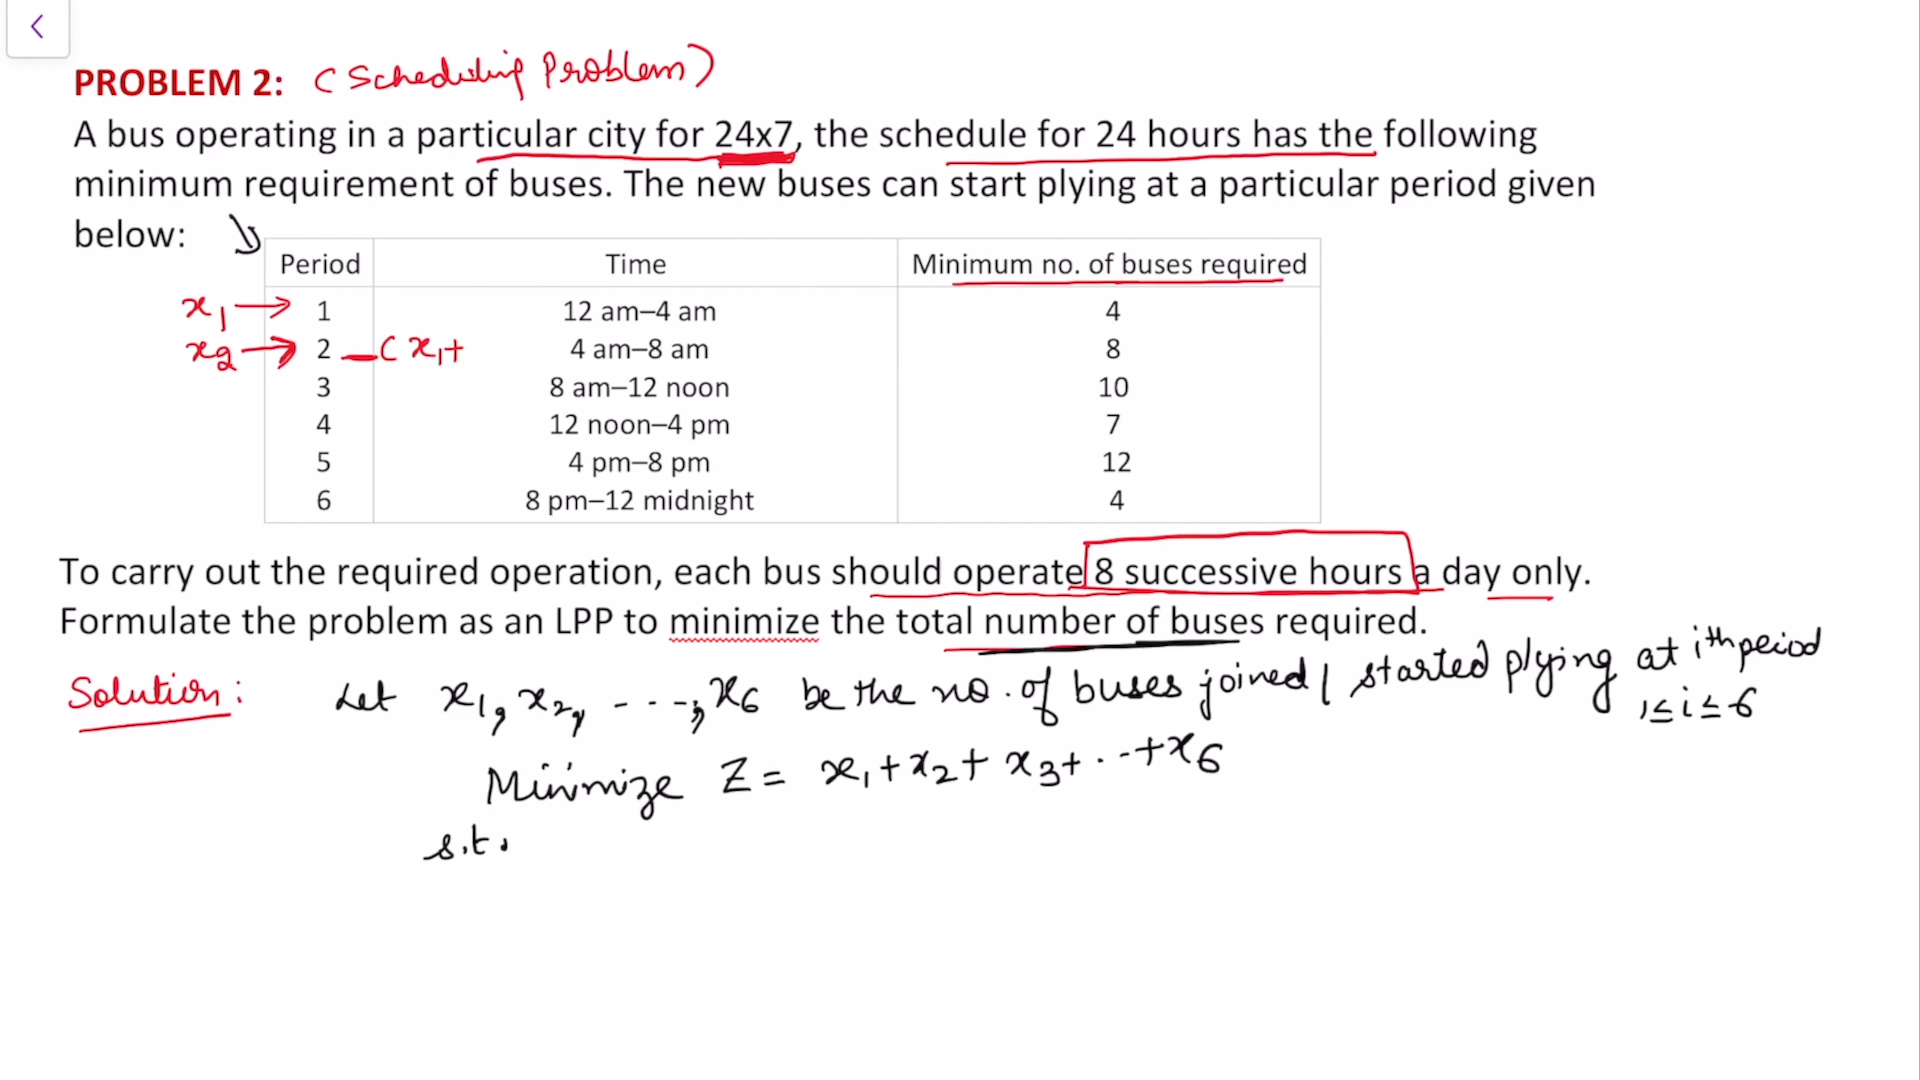 PROBLEM 2: (Scheduling Problem)
A bus operating in a particular city for 24x7, the schedule for 24 hours has the following
minimum requirement of buses. The new buses can start plying at a particular period given
below:
Period Time Minimum no. of buses required
x₁ → 1 12 am–4 am 4
x₂ → 2 — (x₁+ 4 am–8 am 8
3 8 am–12 noon 10
4 12 noon–4 pm 7
5 4 pm–8 pm 12
6 8 pm–12 midnight 4
To carry out the required operation, each bus should operate 8 successive hours a day only.
Formulate the problem as an LPP to minimize the total number of buses required.
Solution: Let x₁, x₂, - - -, x₆ be the no. of buses joined / started plying at ith period
1≤i≤6
Minimize Z = x₁+x₂+x₃+...+x₆
s.t.